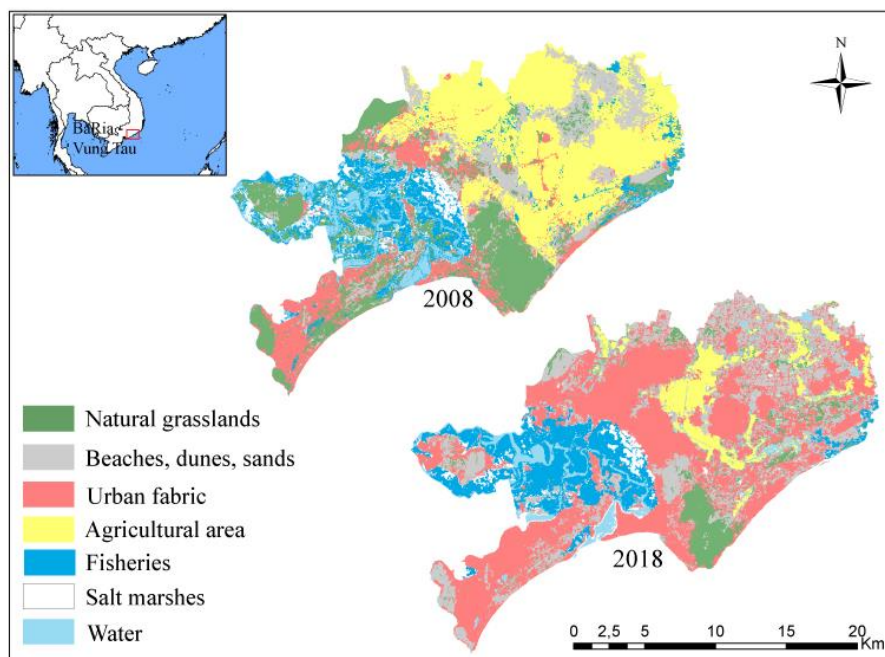 N
BaRia-
Vung Tau
2008
2018
Natural grasslands
Beaches, dunes, sands
Urban fabric
Agricultural area
Fisheries
Salt marshes
Water
0 2,5 5 10 15 20
Km